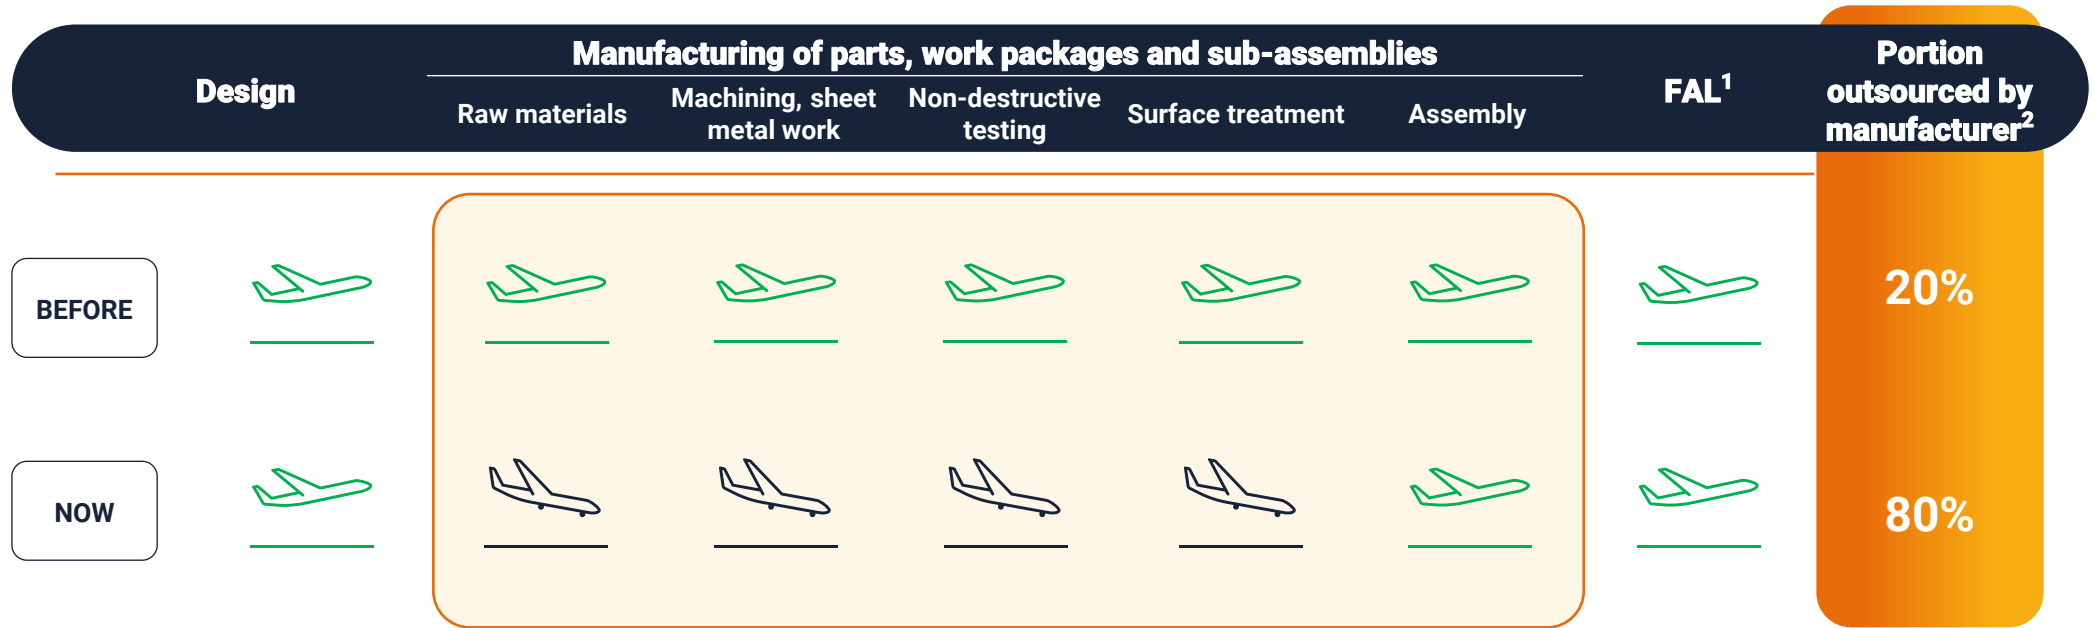 Design
Manufacturing of parts, work packages and sub-assemblies
Raw materials
Machining, sheet
metal work
Non-destructive
testing
Surface treatment
Assembly
FAL¹
Portion
outsourced by
manufacturer²
BEFORE
20%
NOW
80%